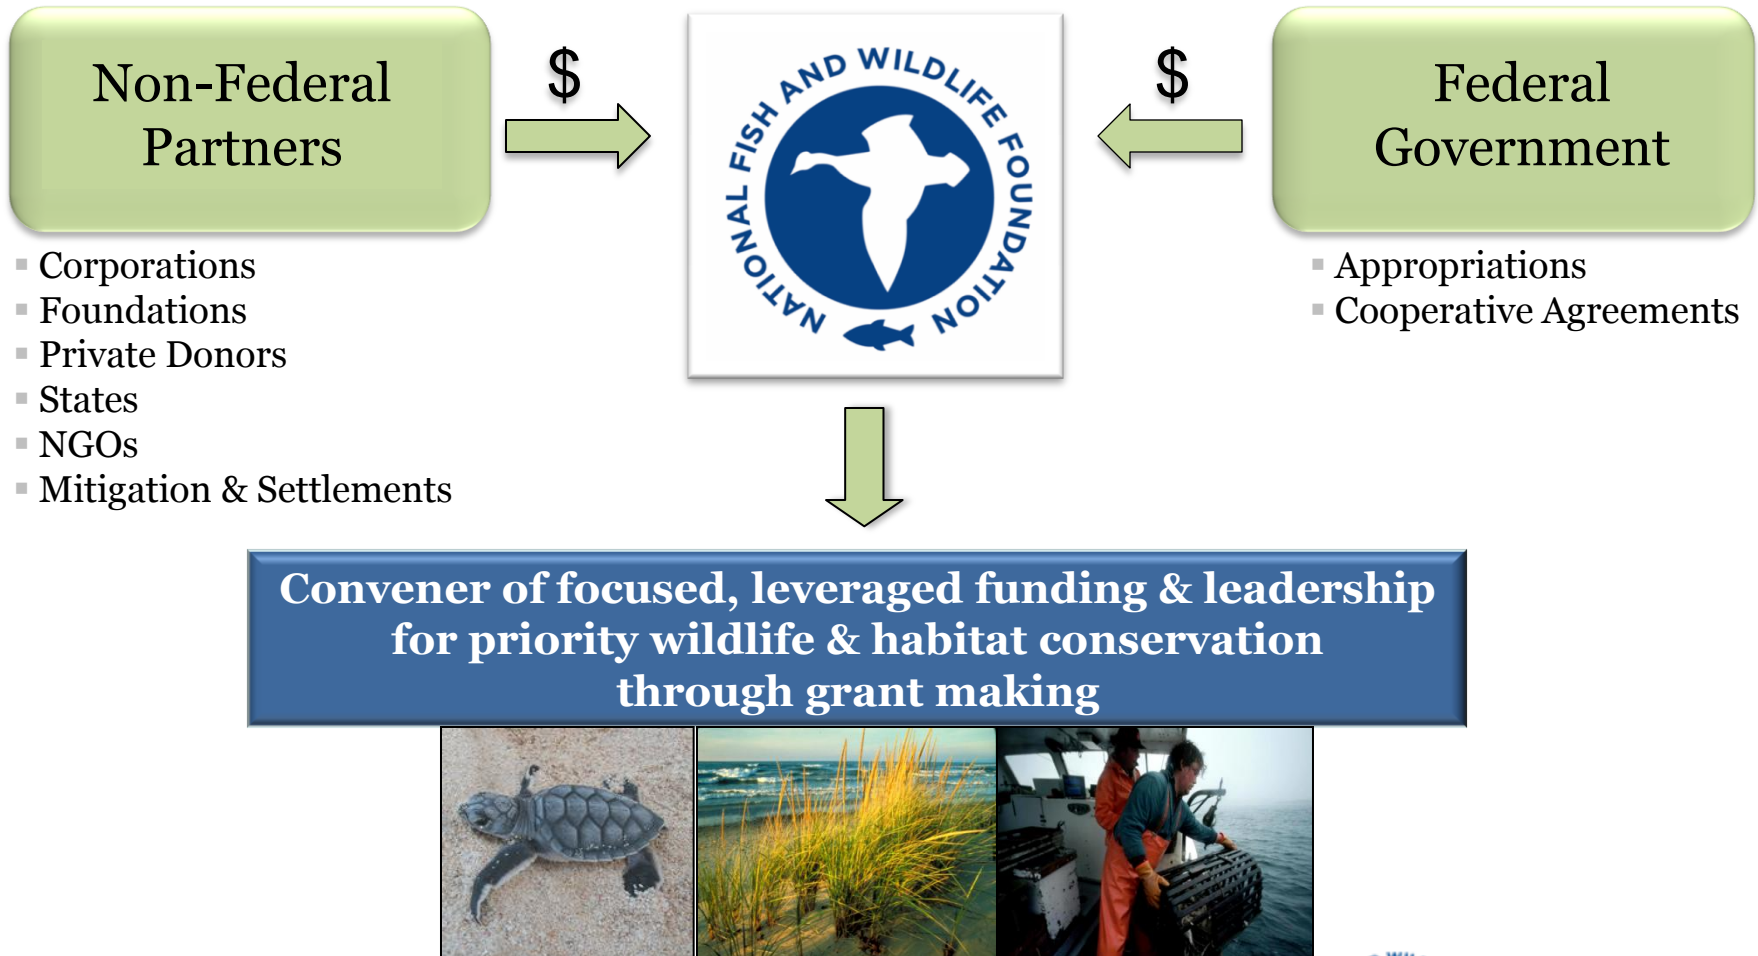 Non-Federal
Partners
$
NATIONAL FISH AND WILDLIFE FOUNDATION
$
Federal
Government
▪ Corporations
▪ Foundations
▪ Private Donors
▪ States
▪ NGOs
▪ Mitigation & Settlements
▪ Appropriations
▪ Cooperative Agreements
Convener of focused, leveraged funding & leadership
for priority wildlife & habitat conservation
through grant making